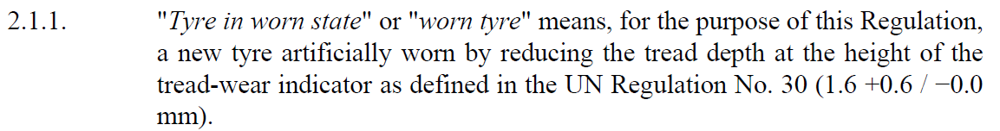 2.1.1. "Tyre in worn state" or "worn tyre" means, for the purpose of this Regulation,
a new tyre artificially worn by reducing the tread depth at the height of the
tread-wear indicator as defined in the UN Regulation No. 30 (1.6 +0.6 / −0.0
mm).